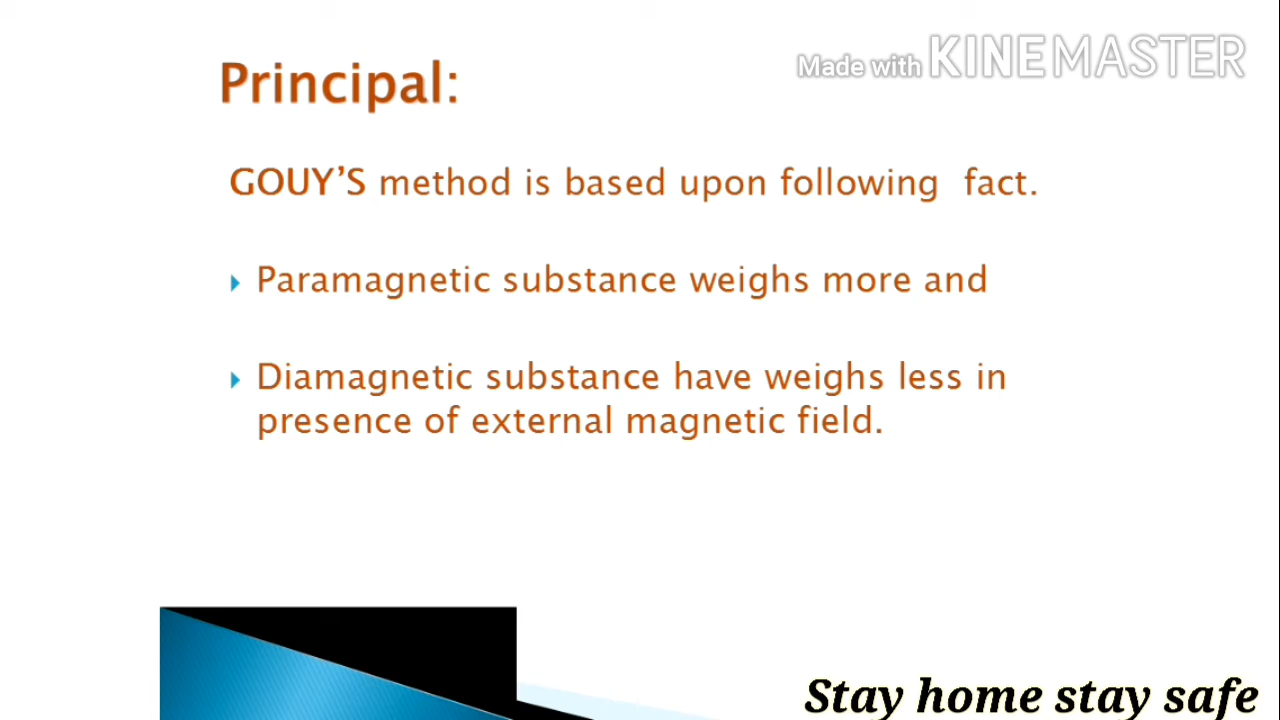 Made with KINEMASTER
Principal:
GOUY’S method is based upon following fact.
Paramagnetic substance weighs more and
Diamagnetic substance have weighs less in
presence of external magnetic field.
Stay home stay safe